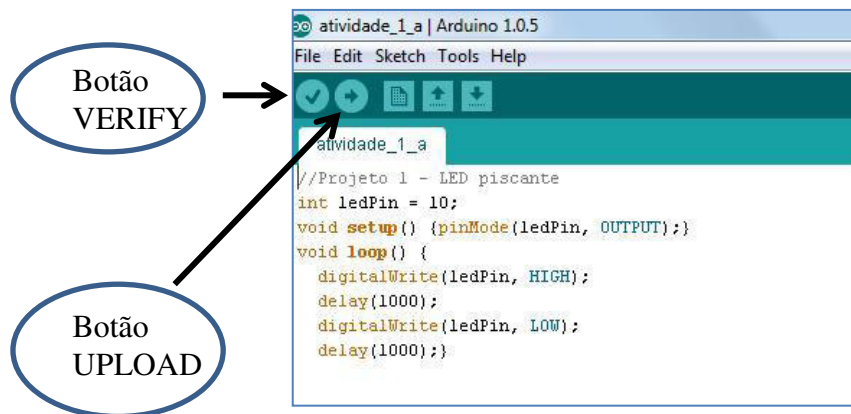 atividade_1_a | Arduino 1.0.5
File Edit Sketch Tools Help
Botão
VERIFY
atividade_1_a
//Projeto 1 - LED piscante
int ledPin = 10;
void setup() {pinMode(ledPin, OUTPUT);}
void loop() {
digitalWrite(ledPin, HIGH);
delay(1000);
digitalWrite(ledPin, LOW);
delay(1000);}
Botão
UPLOAD